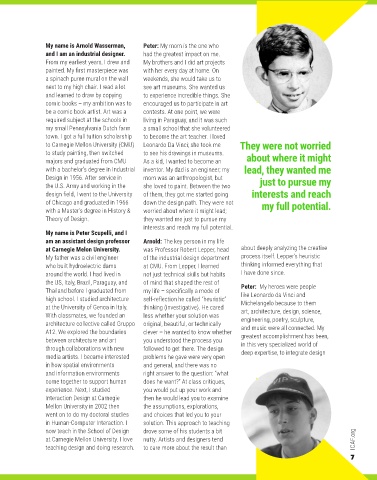 My name is Arnold Wasserman,
and I am an industrial designer.
From my earliest years, I drew and
painted. My first masterpiece was
a spinach puree mural on the wall
next to my high chair. I read a lot
and learned to draw by copying
comic books – my ambition was to
be a comic book artist. Art was a
required subject at the schools in
my small Pennsylvania Dutch farm
town. I got a full tuition scholarship
to Carnegie Mellon University (CMU)
to study painting, then switched
majors and graduated from CMU
with a bachelor's degree in Industrial
Design in 1956. After service in
the U.S. Army and working in the
design field, I went to the University
of Chicago and graduated in 1966
with a Master's degree in History &
Theory of Design.
My name is Peter Scupelli, and I
am an assistant design professor
at Carnegie Melon University.
My father was a civil engineer
who built hydroelectric dams
around the world. I had lived in
the US, Italy, Brazil, Paraguay, and
Thailand before I graduated from
high school. I studied architecture
at the University of Genoa in Italy.
With classmates, we founded an
architecture collective called Gruppo
A12. We explored the boundaries
between architecture and art
through collaborations with new
media artists. I became interested
in how spatial environments
and information environments
come together to support human
experience. Next, I studied
Interaction Design at Carnegie
Mellon University in 2002 then
went on to do my doctoral studies
in Human-Computer Interaction. I
now teach in the School of Design
at Carnegie Mellon University. I love
teaching design and doing research.
Peter: My mom is the one who
had the greatest impact on me.
My brothers and I did art projects
with her every day at home. On
weekends, she would take us to
see art museums. She wanted us
to experience incredible things. She
encouraged us to participate in art
contests. At one point, we were
living in Paraguay, and it was such
a small school that she volunteered
to become the art teacher. I loved
Leonardo Da Vinci; she took me
to see his drawings in museums.
As a kid, I wanted to become an
inventor. My dad is an engineer, my
mom was an anthropologist, but
she loved to paint. Between the two
of them, they got me started going
down the design path. They were not
worried about where it might lead;
they wanted me just to pursue my
interests and reach my full potential.
Arnold: The key person in my life
was Professor Robert Lepper, head
of the industrial design department
at CMU. From Lepper, I learned
not just technical skills but habits
of mind that shaped the rest of
my life – specifically a mode of
self-reflection he called "heuristic"
thinking (investigative). He cared
less whether your solution was
original, beautiful, or technically
clever – he wanted to know whether
you understood the process you
followed to get there. The design
problems he gave were very open
and general, and there was no
right answer to the question: "what
does he want?" At class critiques,
you would put up your work and
then he would lead you to examine
the assumptions, explorations,
and choices that led you to your
solution. This approach to teaching
drove some of his students a bit
nutty. Artists and designers tend
to care more about the result than
They were not worried
about where it might
lead, they wanted me
just to pursue my
interests and reach
my full potential.
about deeply analyzing the creative
process itself. Lepper's heuristic
thinking informed everything that
I have done since.
Peter: My heroes were people
like Leonardo da Vinci and
Michelangelo because to them
art, architecture, design, science,
engineering, poetry, sculpture,
and music were all connected. My
greatest accomplishment has been,
in this very specialized world of
deep expertise, to integrate design
ICAF.org
7